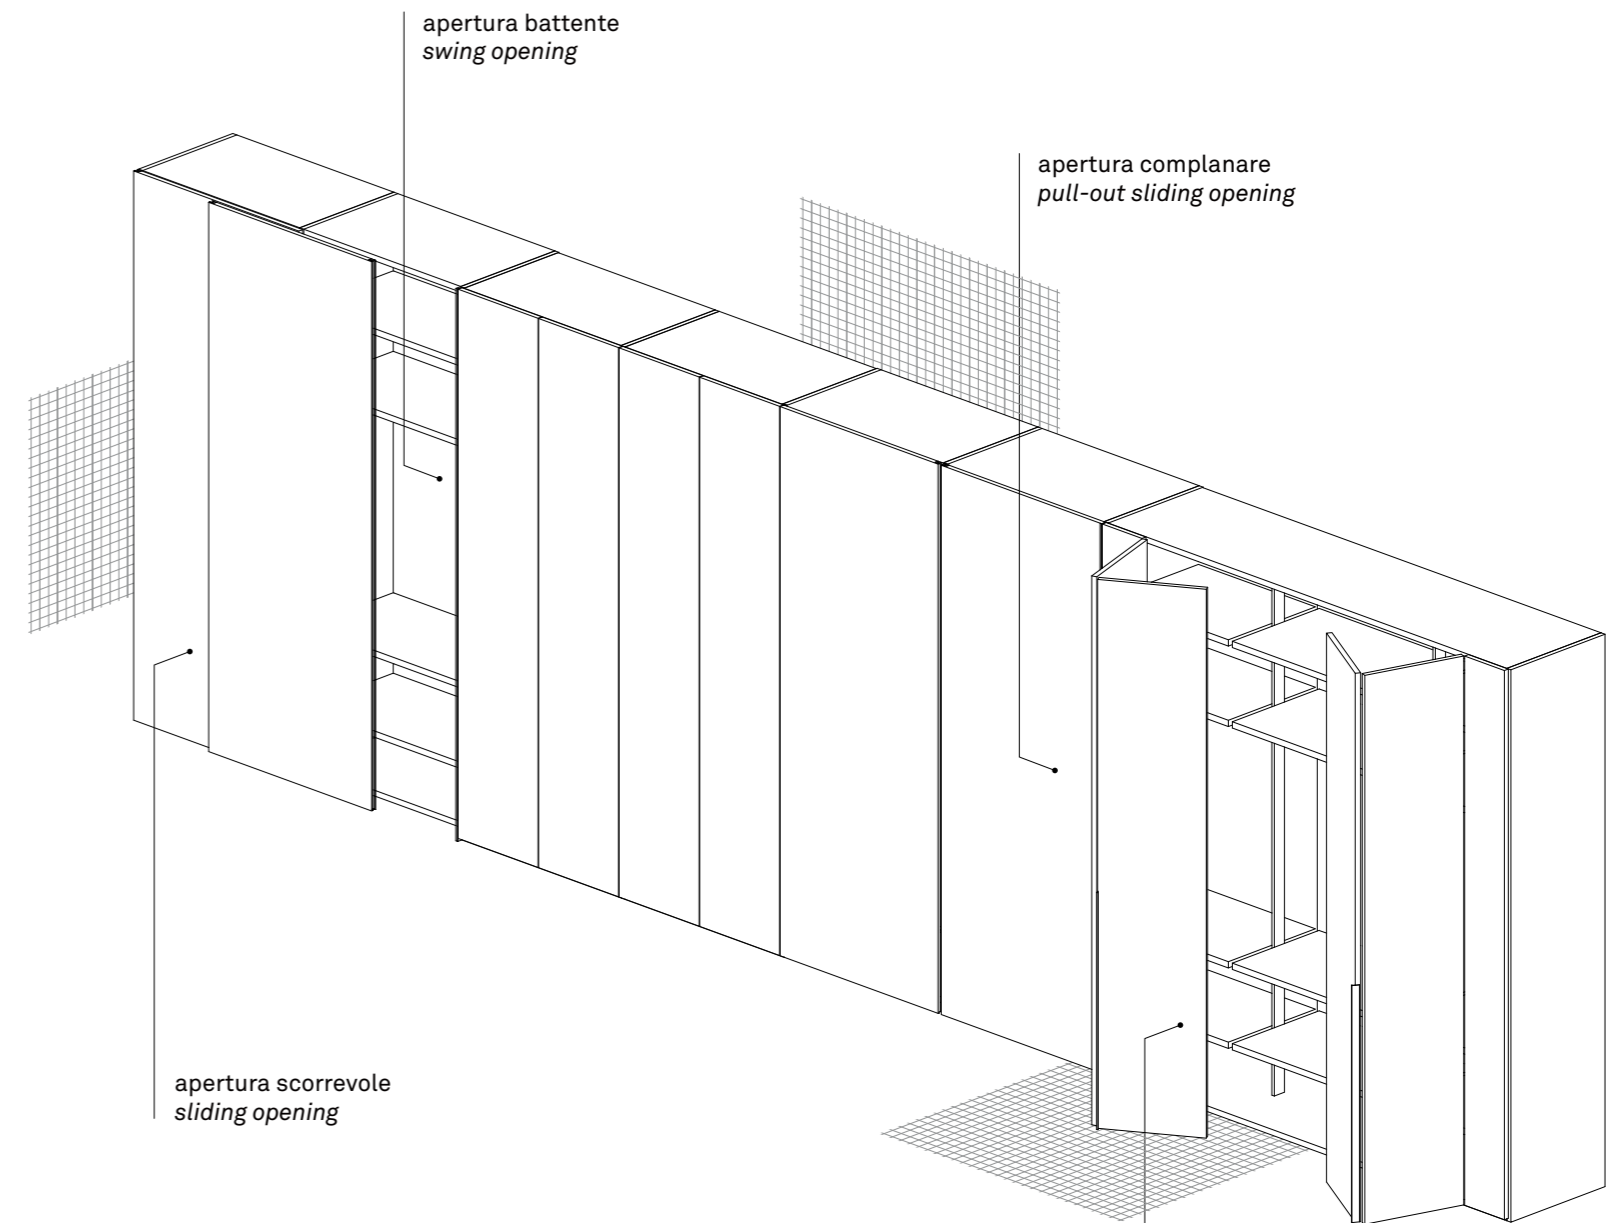 apertura battente
swing opening
apertura complanare
pull-out sliding opening
apertura scorrevole
sliding opening